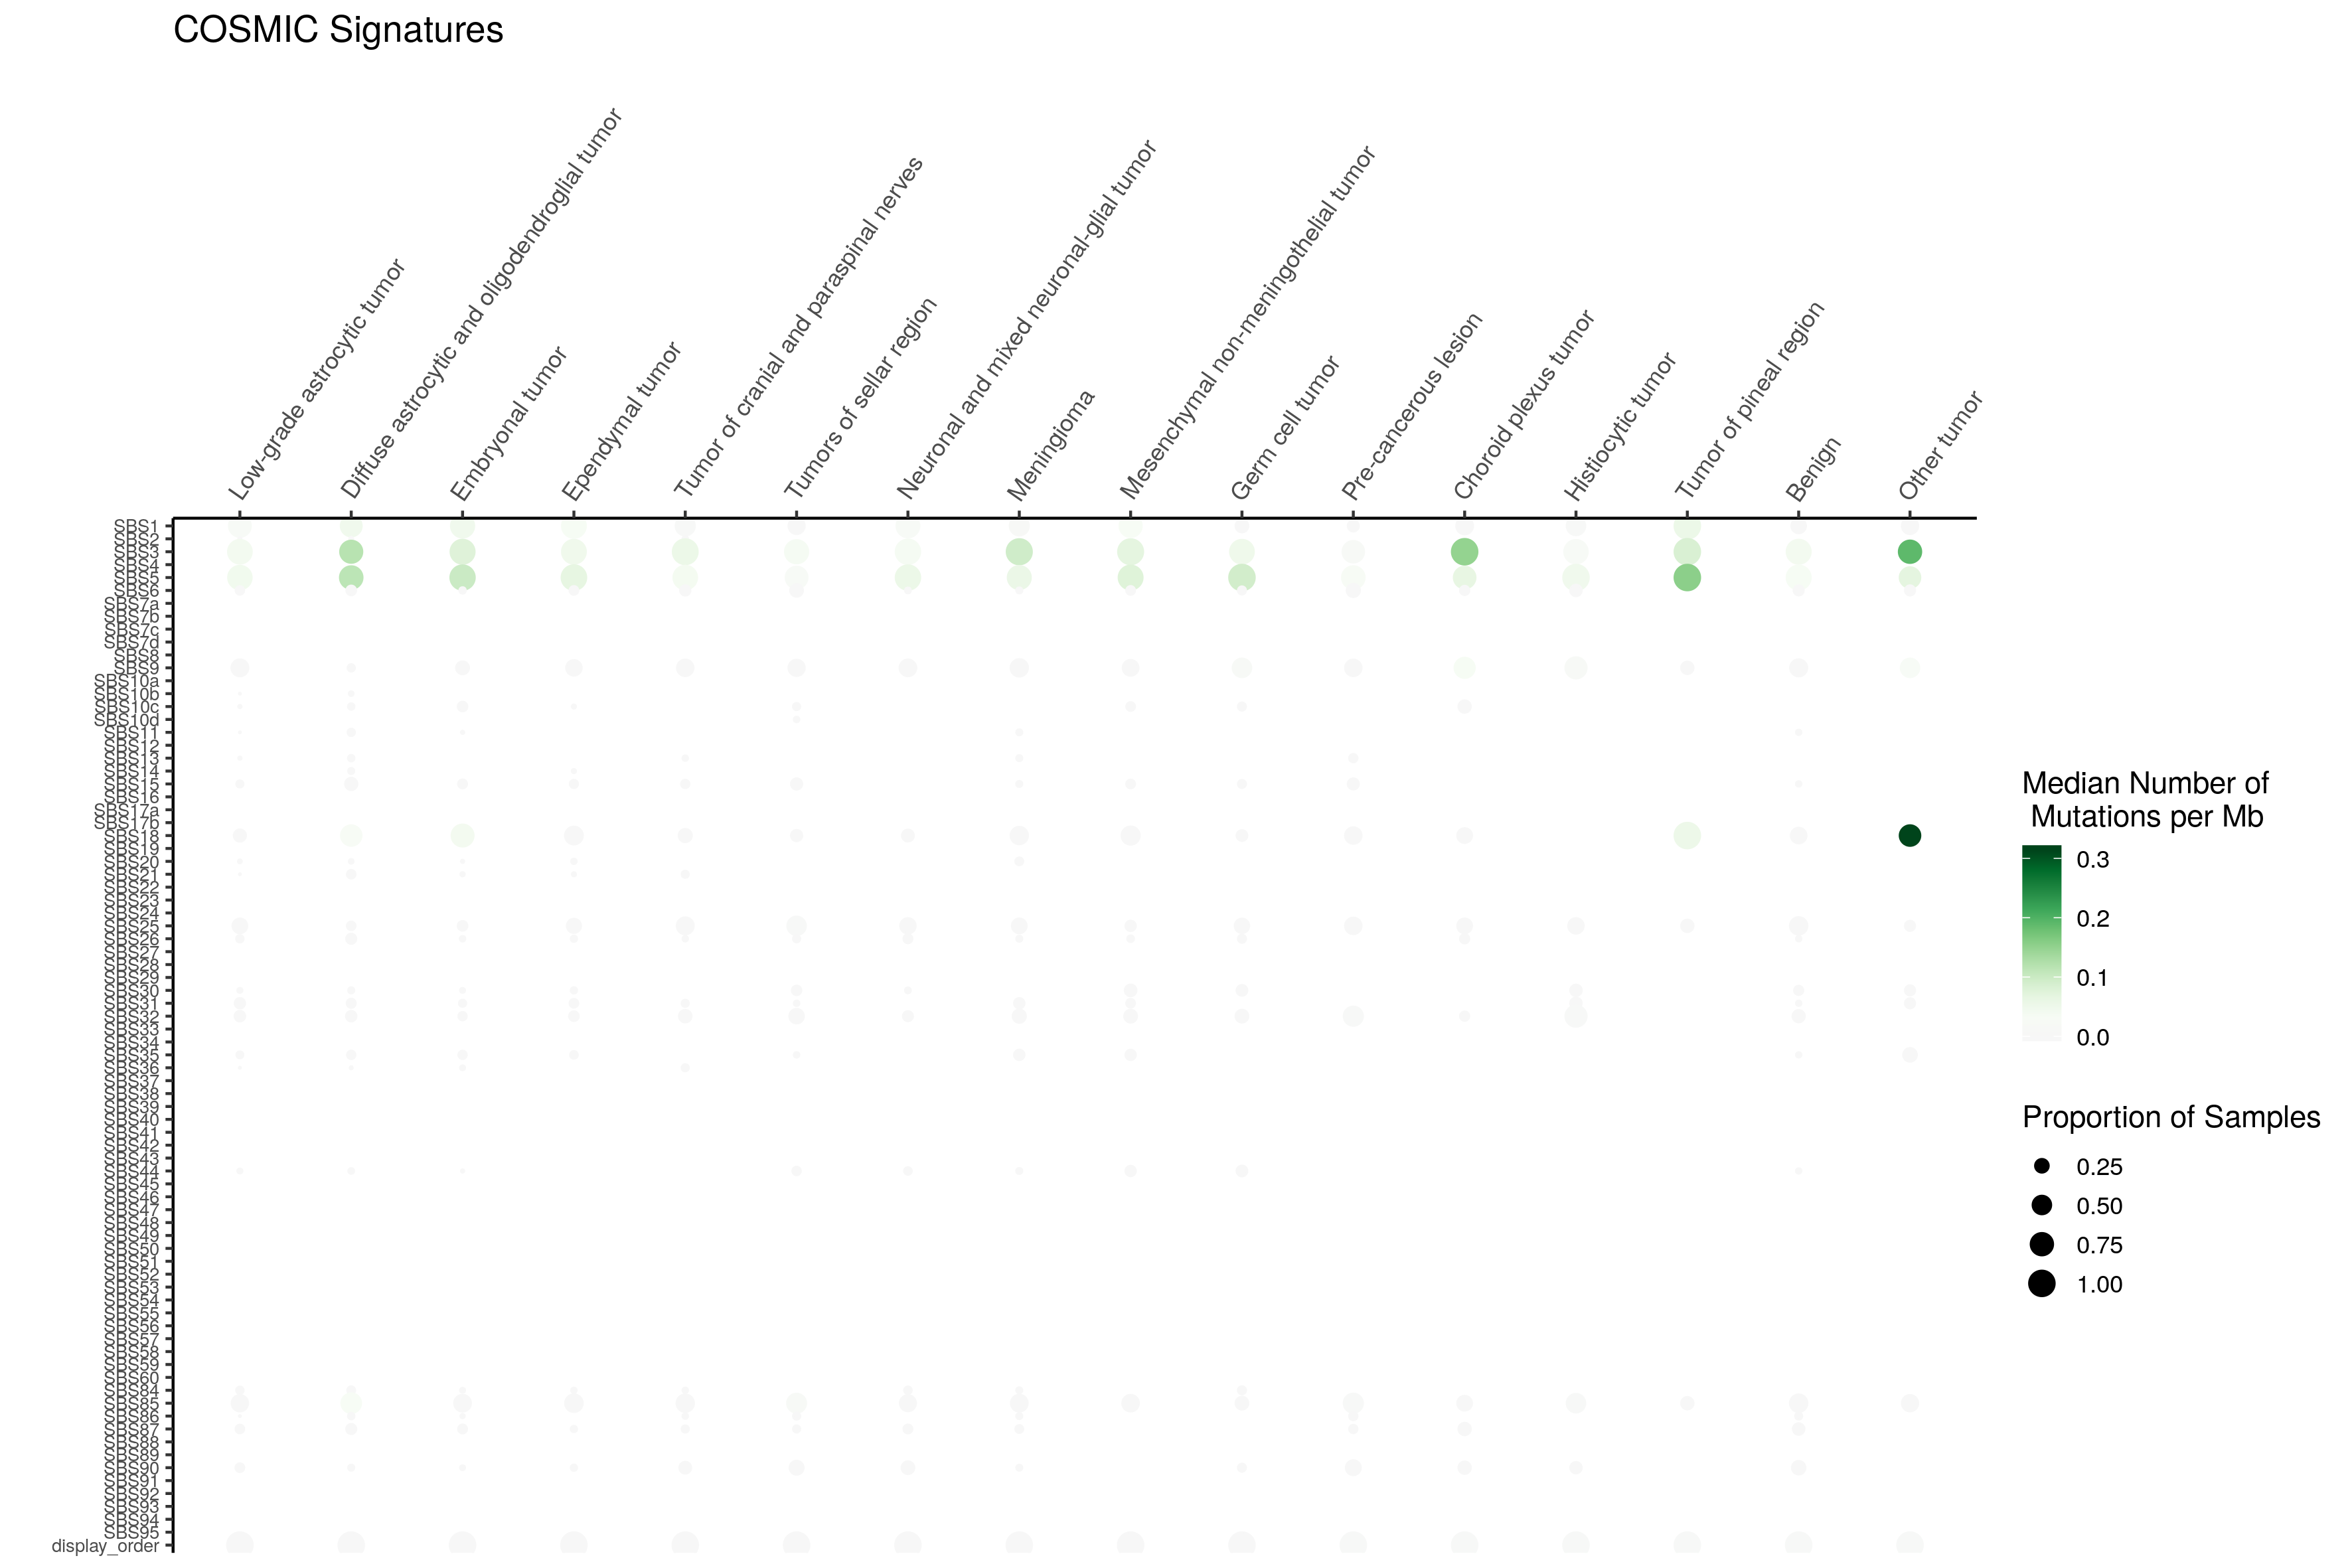 COSMIC Signatures
Low-grade astrocytic tumor
Diffuse astrocytic and oligodendroglial tumor
Embryonal tumor
Ependymal tumor
Tumor of cranial and paraspinal nerves
Tumors of sellar region
Neuronal and mixed neuronal-glial tumor
Meningioma
Mesenchymal non-meningothelial tumor
Germ cell tumor
Pre-cancerous lesion
Choroid plexus tumor
Histiocytic tumor
Tumor of pineal region
Benign
Other tumor
SBS1
SBS2
SBS3
SBS4
SBS5
SBS6
SBS7a
SBS7b
SBS7c
SBS7d
SBS8
SBS9
SBS10a
SBS10b
SBS10c
SBS10d
SBS11
SBS12
SBS13
SBS14
SBS15
SBS16
SBS17a
SBS17b
SBS18
SBS19
SBS20
SBS21
SBS22
SBS23
SBS24
SBS25
SBS26
SBS27
SBS28
SBS29
SBS30
SBS31
SBS32
SBS33
SBS34
SBS35
SBS36
SBS37
SBS38
SBS39
SBS40
SBS41
SBS42
SBS43
SBS44
SBS45
SBS46
SBS47
SBS48
SBS49
SBS50
SBS51
SBS52
SBS53
SBS54
SBS55
SBS56
SBS57
SBS58
SBS59
SBS60
SBS84
SBS85
SBS86
SBS87
SBS88
SBS89
SBS90
SBS91
SBS92
SBS93
SBS94
SBS95
display_order
Median Number of
Mutations per Mb
0.3
0.2
0.1
0.0
Proportion of Samples
0.25
0.50
0.75
1.00